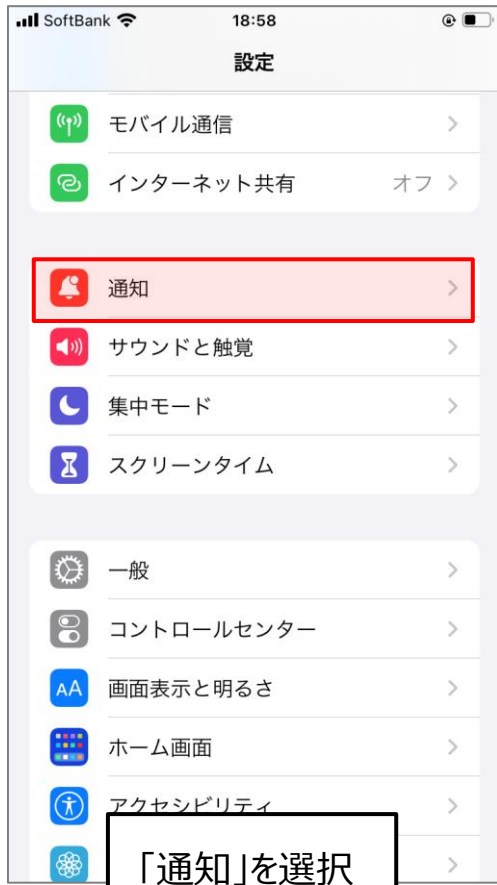 SoftBank 18:58
設定
モバイル通信
インターネット共有 オフ
通知
サウンドと触覚
集中モード
スクリーンタイム
一般
コントロールセンター
AA 画面表示と明るさ
ホーム画面
アクセシビリティ
「通知」を選択